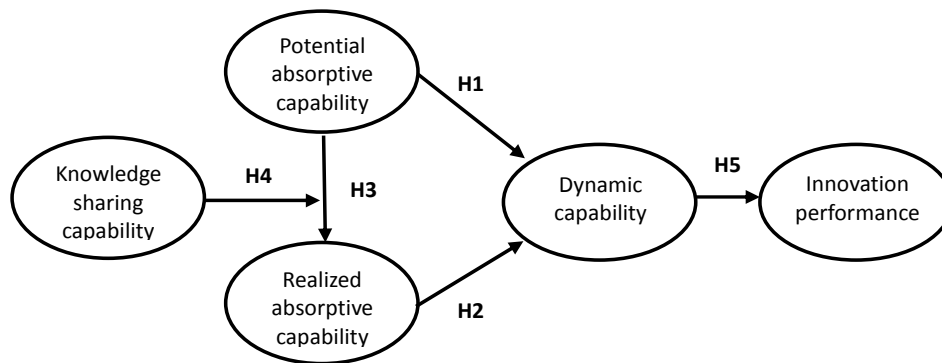 Potential
absorptive
capability
H1
Knowledge
sharing
capability
H4
H3
Dynamic
capability
H5
Innovation
performance
Realized
absorptive
capability
H2